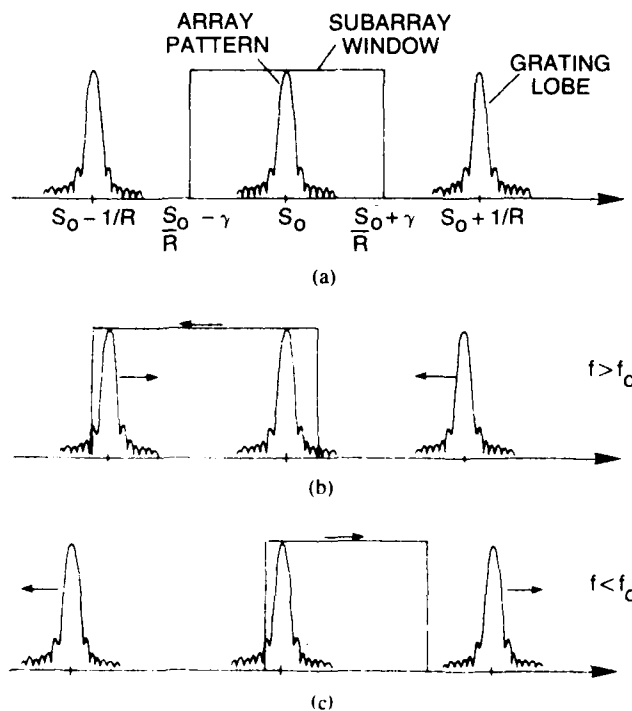 ARRAY PATTERN
SUBARRAY WINDOW
GRATING LOBE
S₀ − 1/R
S₀/R − γ
S₀
S₀/R + γ
S₀ + 1/R
(a)
f > f₀
(b)
f < f₀
(c)